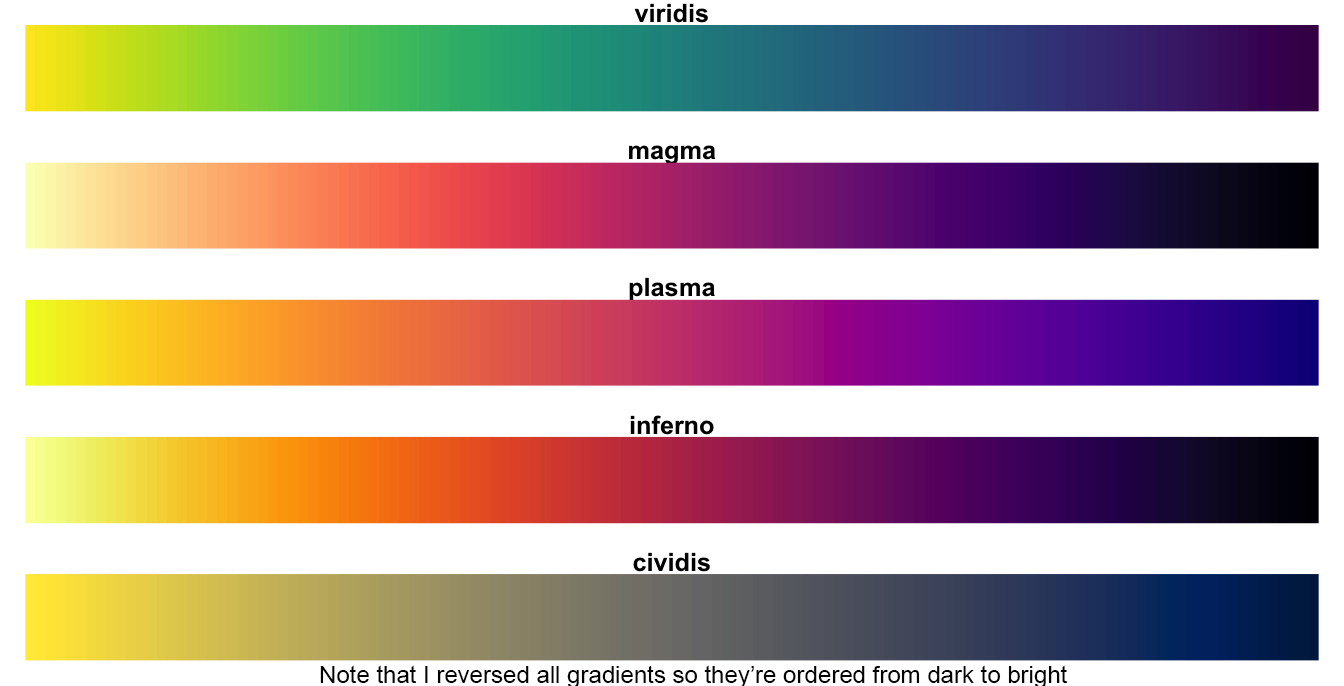 viridis
magma
plasma
inferno
cividis
Note that I reversed all gradients so they’re ordered from dark to bright